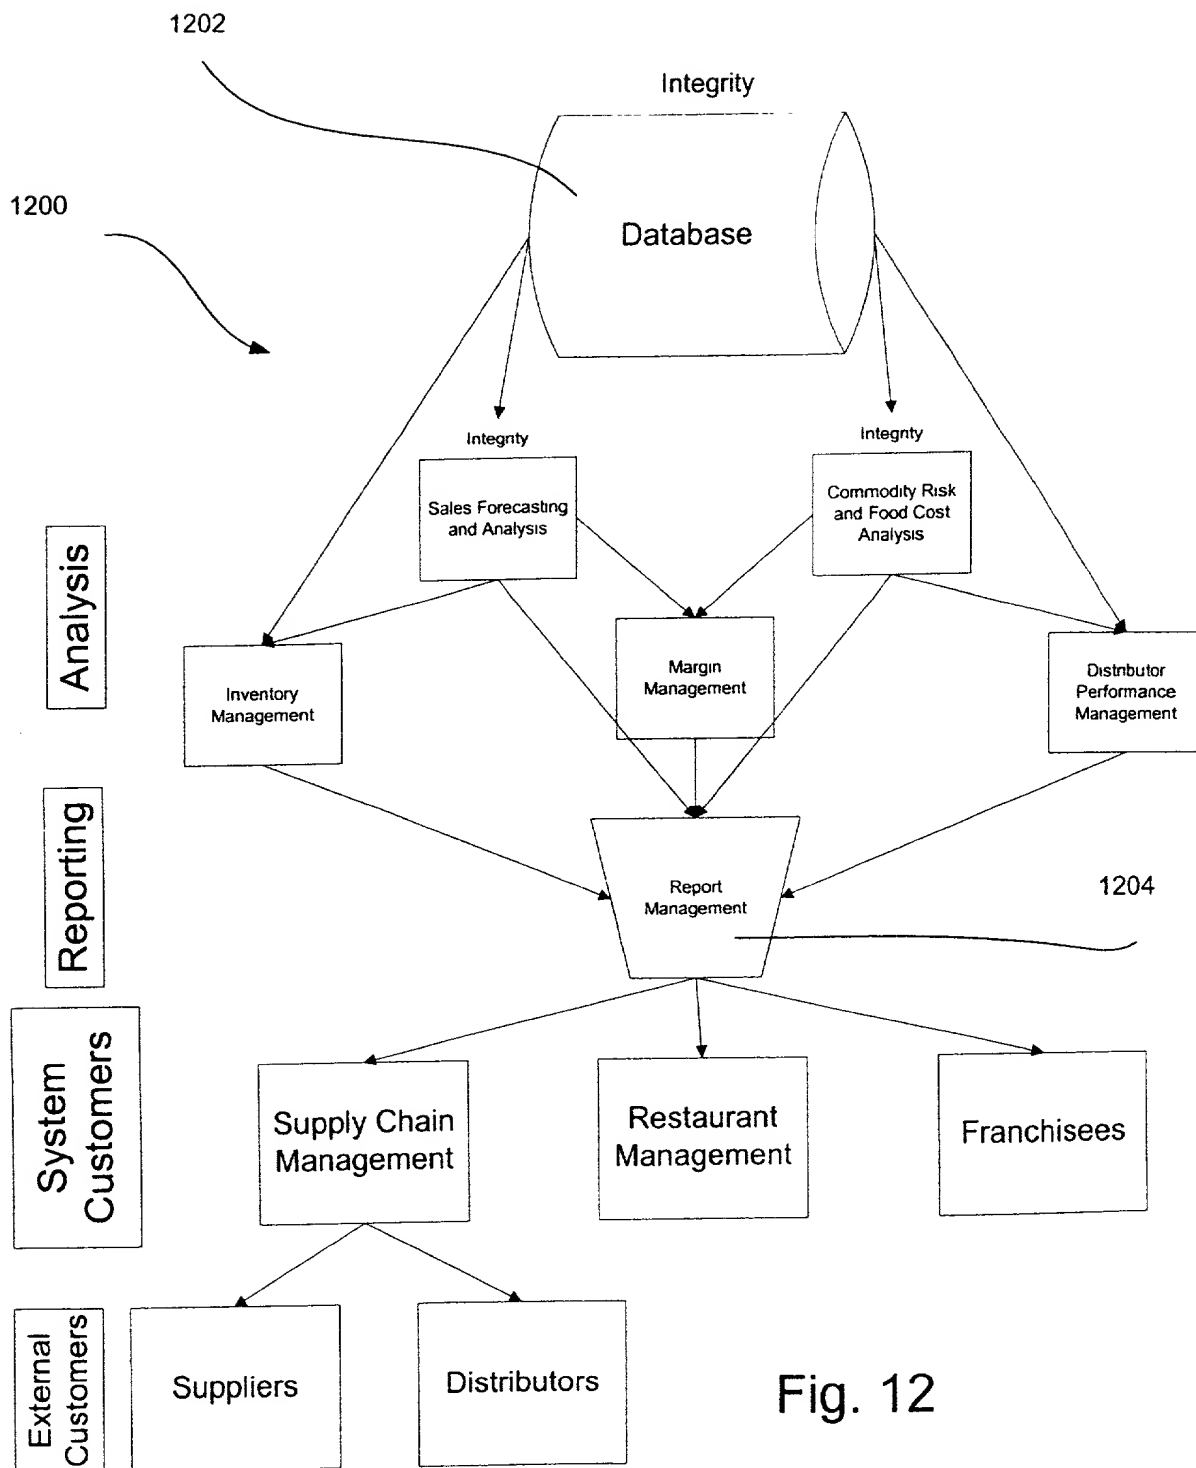 1202
Integrity
1200
Database
Integrity
Integrity
Sales Forecasting
and Analysis
Commodity Risk
and Food Cost
Analysis
Analysis
Inventory
Management
Margin
Management
Distributor
Performance
Management
Reporting
Report
Management
1204
System
Customers
Supply Chain
Management
Restaurant
Management
Franchisees
External
Customers
Suppliers
Distributors
Fig. 12